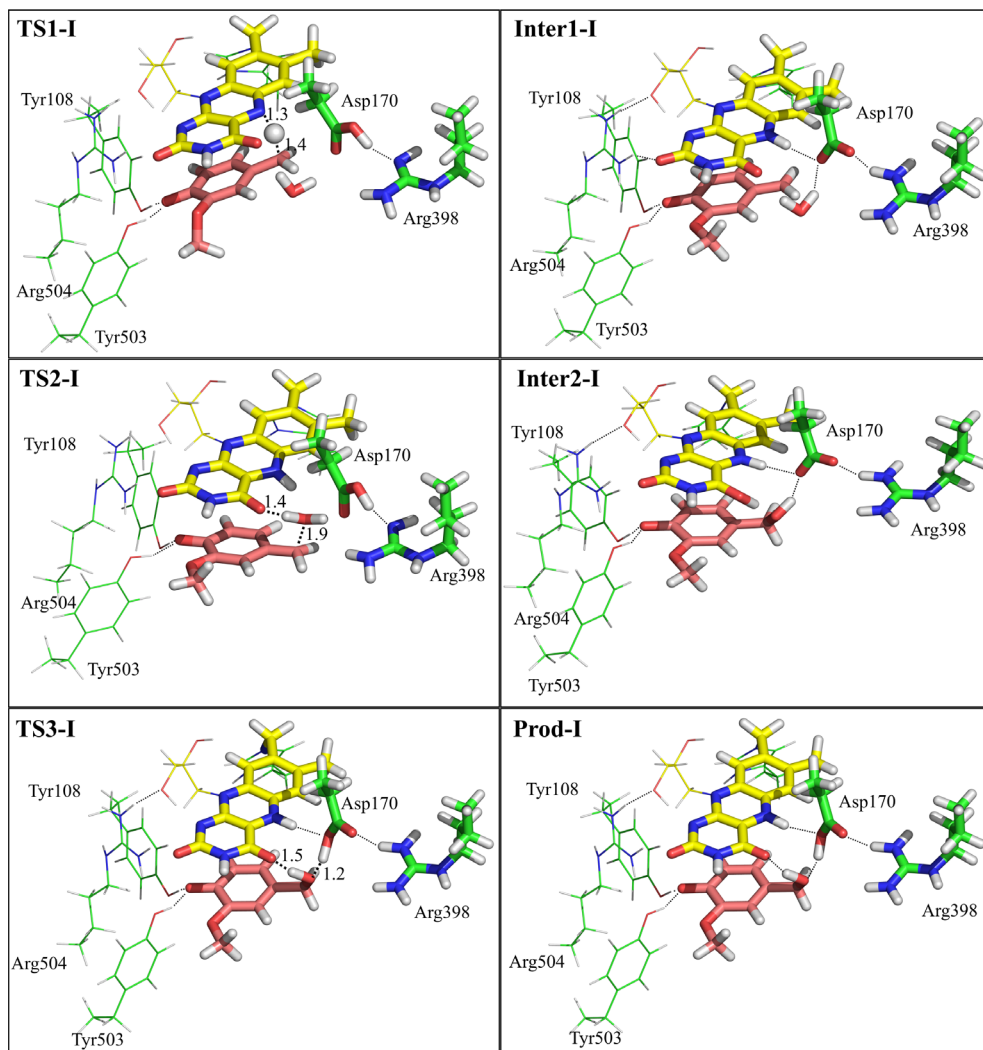 TS1-I
Tyr108
Asp170
1.3
1.4
Arg398
Arg504
Tyr503
Inter1-I
Tyr108
Asp170
Arg398
Arg504
Tyr503
TS2-I
Tyr108
Asp170
1.4
1.9
Arg398
Arg504
Tyr503
Inter2-I
Tyr108
Asp170
Arg398
Arg504
Tyr503
TS3-I
Tyr108
Asp170
1.5
1.2
Arg398
Arg504
Tyr503
Prod-I
Tyr108
Asp170
Arg398
Arg504
Tyr503